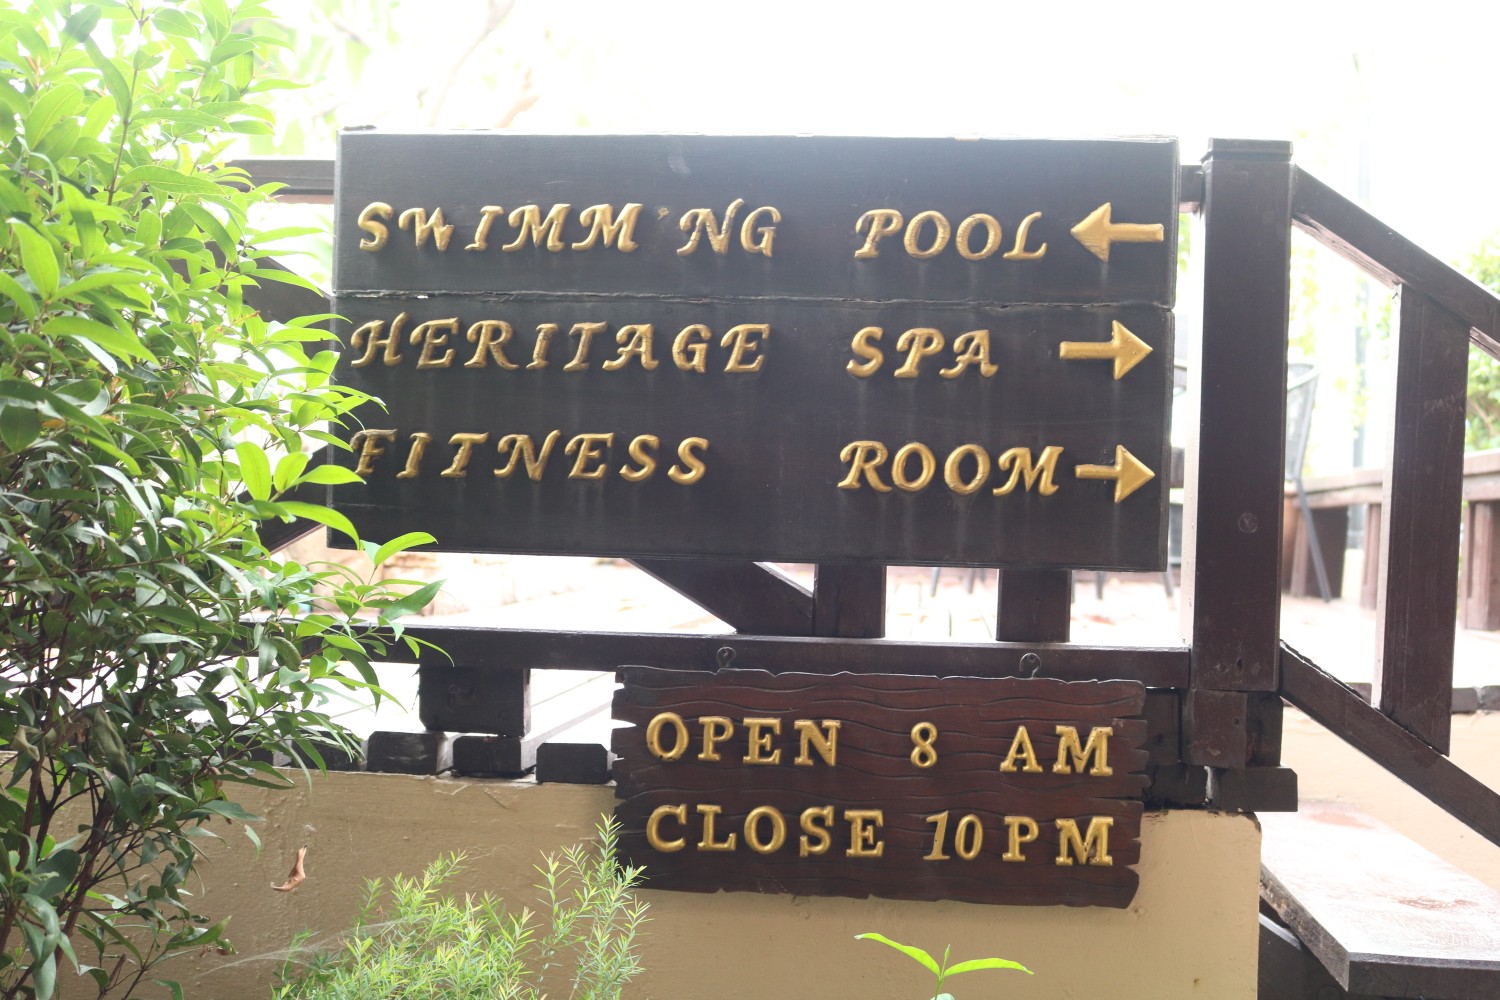 SWIMM'NG POOL ←
HERITAGE SPA →
FITNESS ROOM →
OPEN 8 AM
CLOSE 10 PM